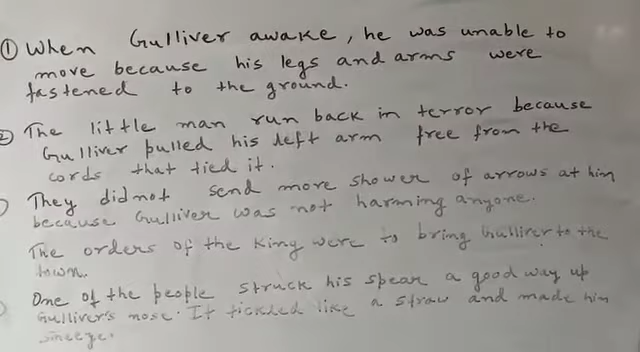 ① When Gulliver awake, he was unable to
move because his legs and arms were
fastened to the ground.
② The little man run back in terror because
Gulliver pulled his left arm free from the
cords that tied it.
They did not send more shower of arrows at him
because Gulliver was not harming anyone.
The orders of the King were to bring Gulliver to the
town.
One of the people struck his spear a good way up
Gulliver's nose. It tickled like a straw and made him
sneeze.